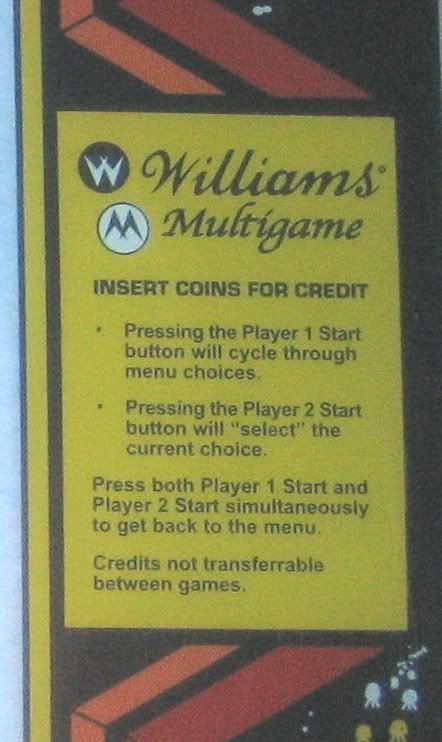 W Williams®
M Multigame
INSERT COINS FOR CREDIT
• Pressing the Player 1 Start
button will cycle through
menu choices.
• Pressing the Player 2 Start
button will "select" the
current choice.
Press both Player 1 Start and
Player 2 Start simultaneously
to get back to the menu.
Credits not transferrable
between games.